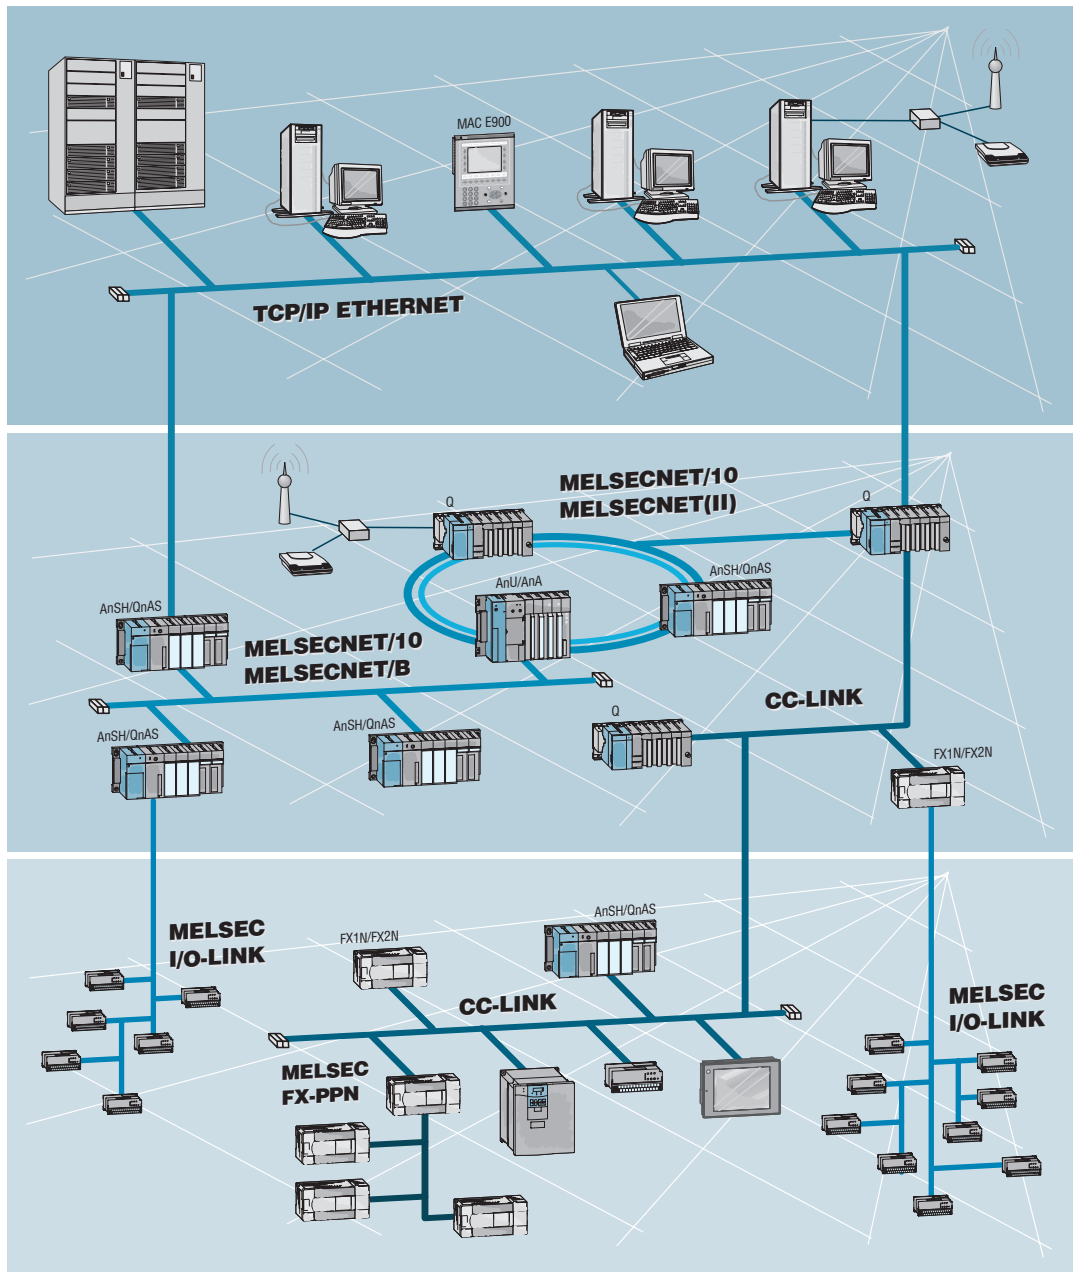 MAC E900
TCP/IP ETHERNET
MELSECNET/10
MELSECNET(II)
Q
Q
AnU/AnA
AnSH/QnAS
AnSH/QnAS
MELSECNET/10
MELSECNET/B
CC-LINK
Q
AnSH/QnAS
AnSH/QnAS
FX1N/FX2N
MELSEC
I/O-LINK
FX1N/FX2N
AnSH/QnAS
CC-LINK
MELSEC
I/O-LINK
MELSEC
FX-PPN